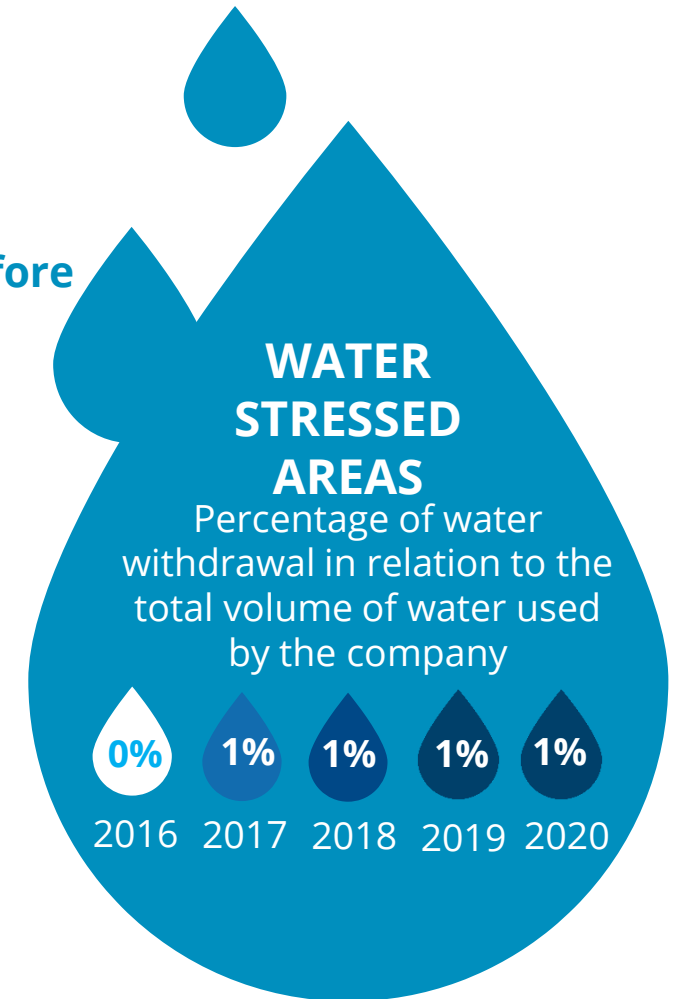 WATER
STRESSED
AREAS
Percentage of water
withdrawal in relation to the
total volume of water used
by the company
0% 1% 1% 1% 1%
2016 2017 2018 2019 2020